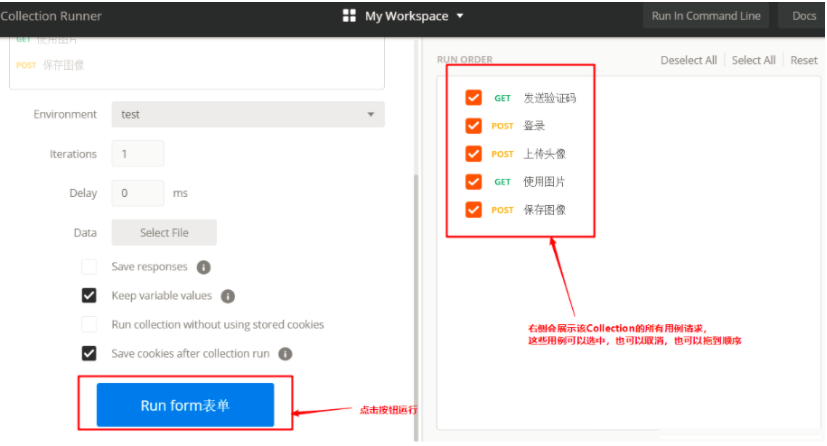 Collection Runner
My Workspace
Run In Command Line
Docs
GET 使用图片
POST 保存图像
Environment
test
Iterations
1
Delay
0
ms
Data
Select File
Save responses
Keep variable values
Run collection without using stored cookies
Save cookies after collection run
Run form表单
点击按钮运行
RUN ORDER
Deselect All
Select All
Reset
GET 发送验证码
POST 登录
POST 上传头像
GET 使用图片
POST 保存图像
右侧会展示该Collection的所有用例请求,
这些用例可以选中, 也可以取消, 也可以拖到顺序